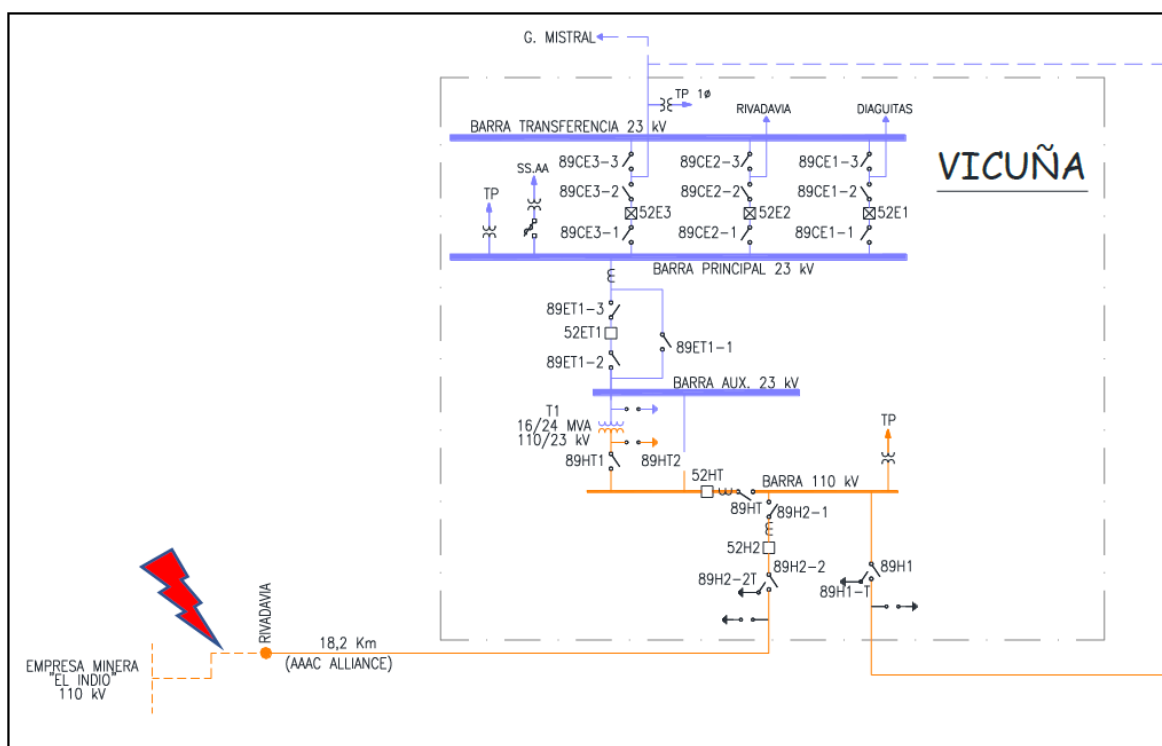 G. MISTRAL
TP 1ø
BARRA TRANSFERENCIA 23 kV
RIVADAVIA
DIAGUITAS
VICUÑA
89CE3-3
89CE2-3
89CE1-3
SS.AA
TP
89CE3-2
89CE2-2
89CE1-2
52E3
52E2
52E1
89CE3-1
89CE2-1
89CE1-1
BARRA PRINCIPAL 23 kV
89ET1-3
52ET1
89ET1-1
89ET1-2
BARRA AUX. 23 kV
T1
16/24 MVA
110/23 kV
TP
89HT1
89HT2
52HT
BARRA 110 kV
89HT
89H2-1
52H2
89H2-2
89H1
89H2-2T
89H1-T
RIVADAVIA
18,2 Km
(AAAC ALLIANCE)
EMPRESA MINERA
"EL INDIO"
110 kV